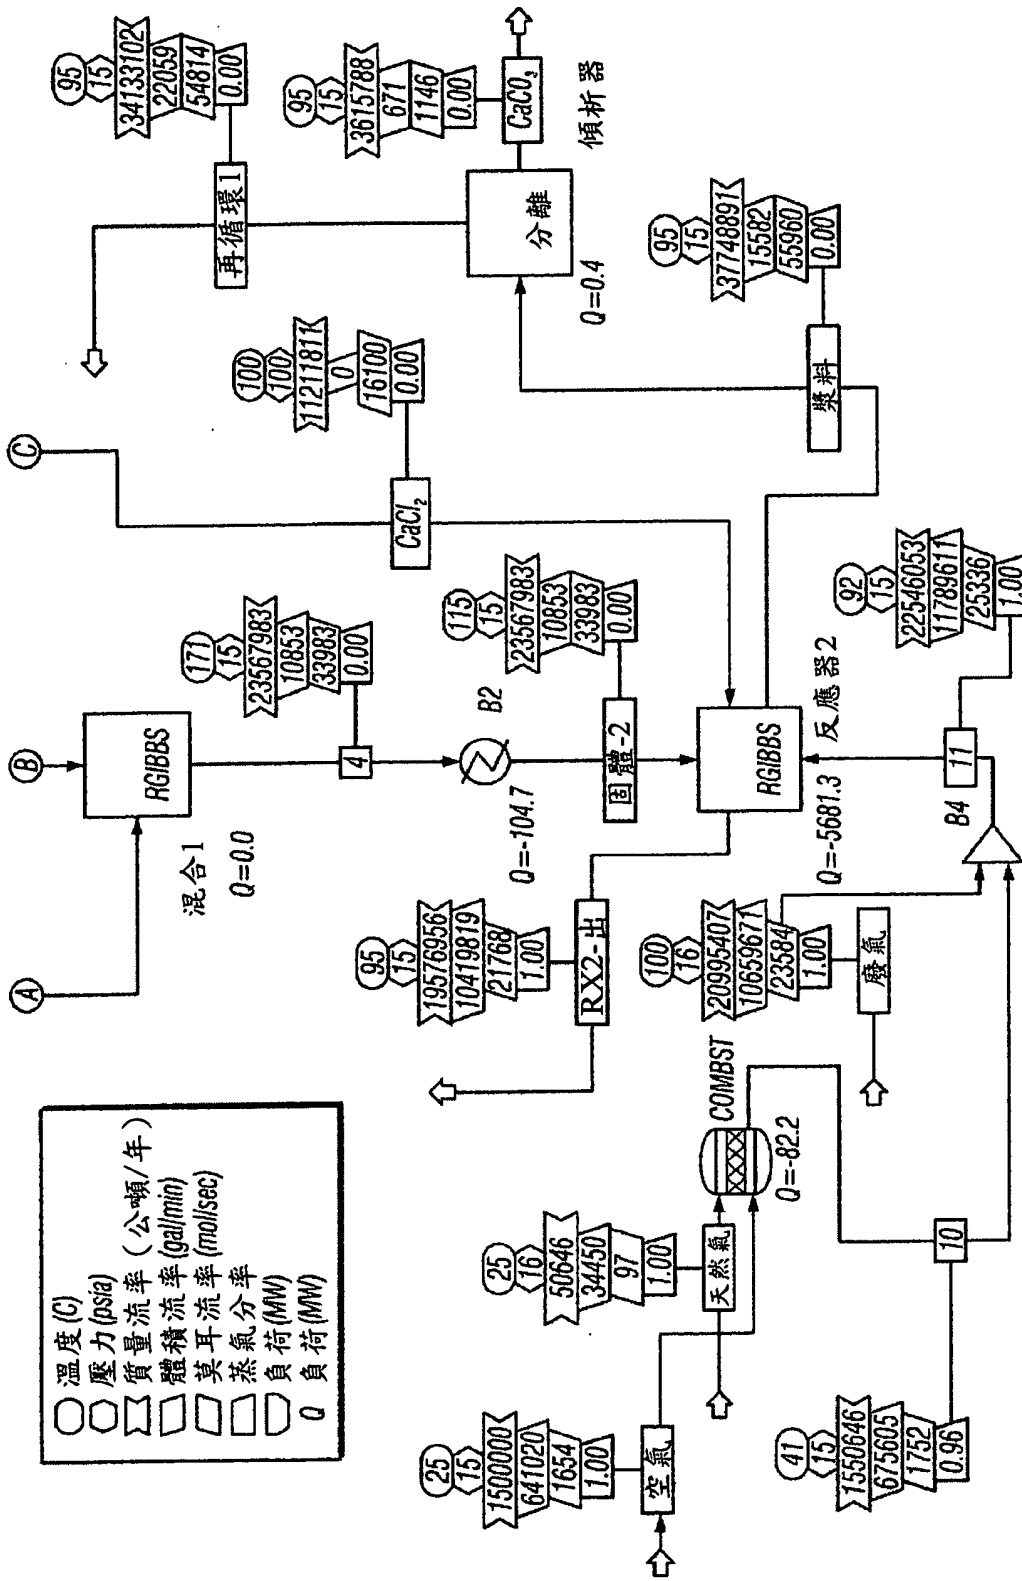 溫度(C)
壓力(psia)
質量流率 (公噸/年)
體積流率(gal/min)
莫耳流率(mol/sec)
蒸氣分率
負荷(MW)
Q 負荷(MW)
A
B
C
RGIBBS
混合1
Q=0.0
171
15
23567983
10853
33983
0.00
4
B2
Q=-104.7
115
15
23567983
10853
33983
0.00
固體-2
100
100
11211811
0
16100
0.00
CaCl₂
95
15
34133102
22059
54814
0.00
再循環1
95
15
3615788
671
1146
0.00
CaCO₃
傾析器
分離
Q=0.4
95
15
37748891
15582
55960
0.00
漿料
RGIBBS
反應器2
Q=-5681.3
95
15
19576956
10419819
21768
1.00
RX2-出
92
15
22546053
11789611
25336
1.00
11
B4
100
16
20995407
10659671
23584
1.00
廢氣
COMBST
Q=-82.2
25
16
50646
34450
97
1.00
天然氣
25
15
1500000
641020
1654
1.00
空氣
41
15
1550646
675605
1752
0.96
10